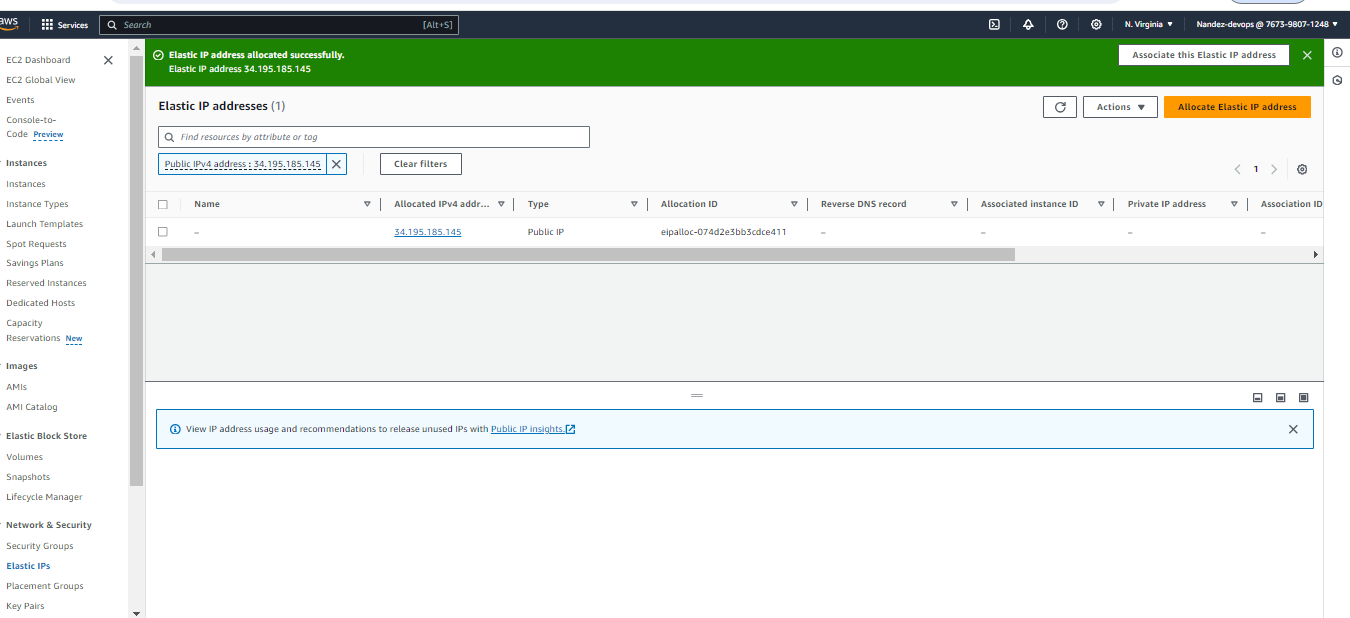 aws
Services
Search
[Alt+S]
N. Virginia
Nandez-devops @ 7673-9807-1248
EC2 Dashboard
EC2 Global View
Events
Console-to-
Code Preview
Instances
Instances
Instance Types
Launch Templates
Spot Requests
Savings Plans
Reserved Instances
Dedicated Hosts
Capacity
Reservations New
Images
AMIs
AMI Catalog
Elastic Block Store
Volumes
Snapshots
Lifecycle Manager
Network & Security
Security Groups
Elastic IPs
Placement Groups
Key Pairs
Elastic IP address allocated successfully.
Elastic IP address 34.195.185.145
Associate this Elastic IP address
Elastic IP addresses (1)
Actions
Allocate Elastic IP address
Find resources by attribute or tag
Public IPv4 address : 34.195.185.145
Clear filters
1
Name Allocated IPv4 addr... Type Allocation ID Reverse DNS record Associated instance ID Private IP address Association ID
– 34.195.185.145 Public IP eipalloc-074d2e3bb3cdce411 – – – –
View IP address usage and recommendations to release unused IPs with Public IP insights.